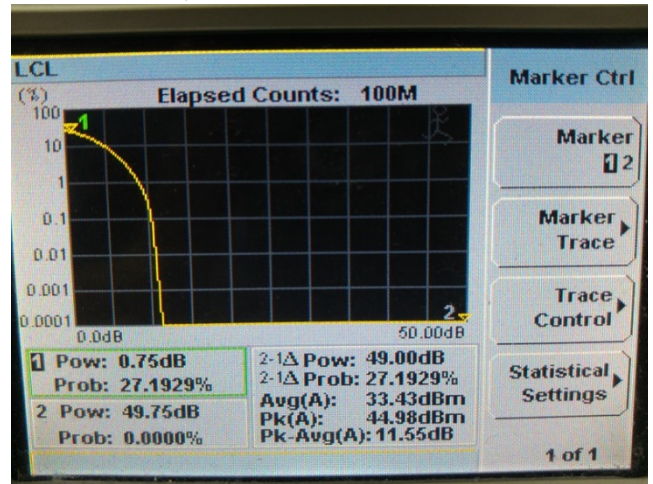 LCL
Marker Ctrl
(%)
Elapsed Counts: 100M
100
1
10
1
0.1
0.01
0.001
0.0001
2
0.0dB
50.00dB
Marker
1 2
Marker
Trace
Trace
Control
Statistical
Settings
1 of 1
1 Pow: 0.75dB
Prob: 27.1929%
2 Pow: 49.75dB
Prob: 0.0000%
2-1Δ Pow: 49.00dB
2-1Δ Prob: 27.1929%
Avg(A): 33.43dBm
Pk(A): 44.98dBm
Pk-Avg(A): 11.55dB